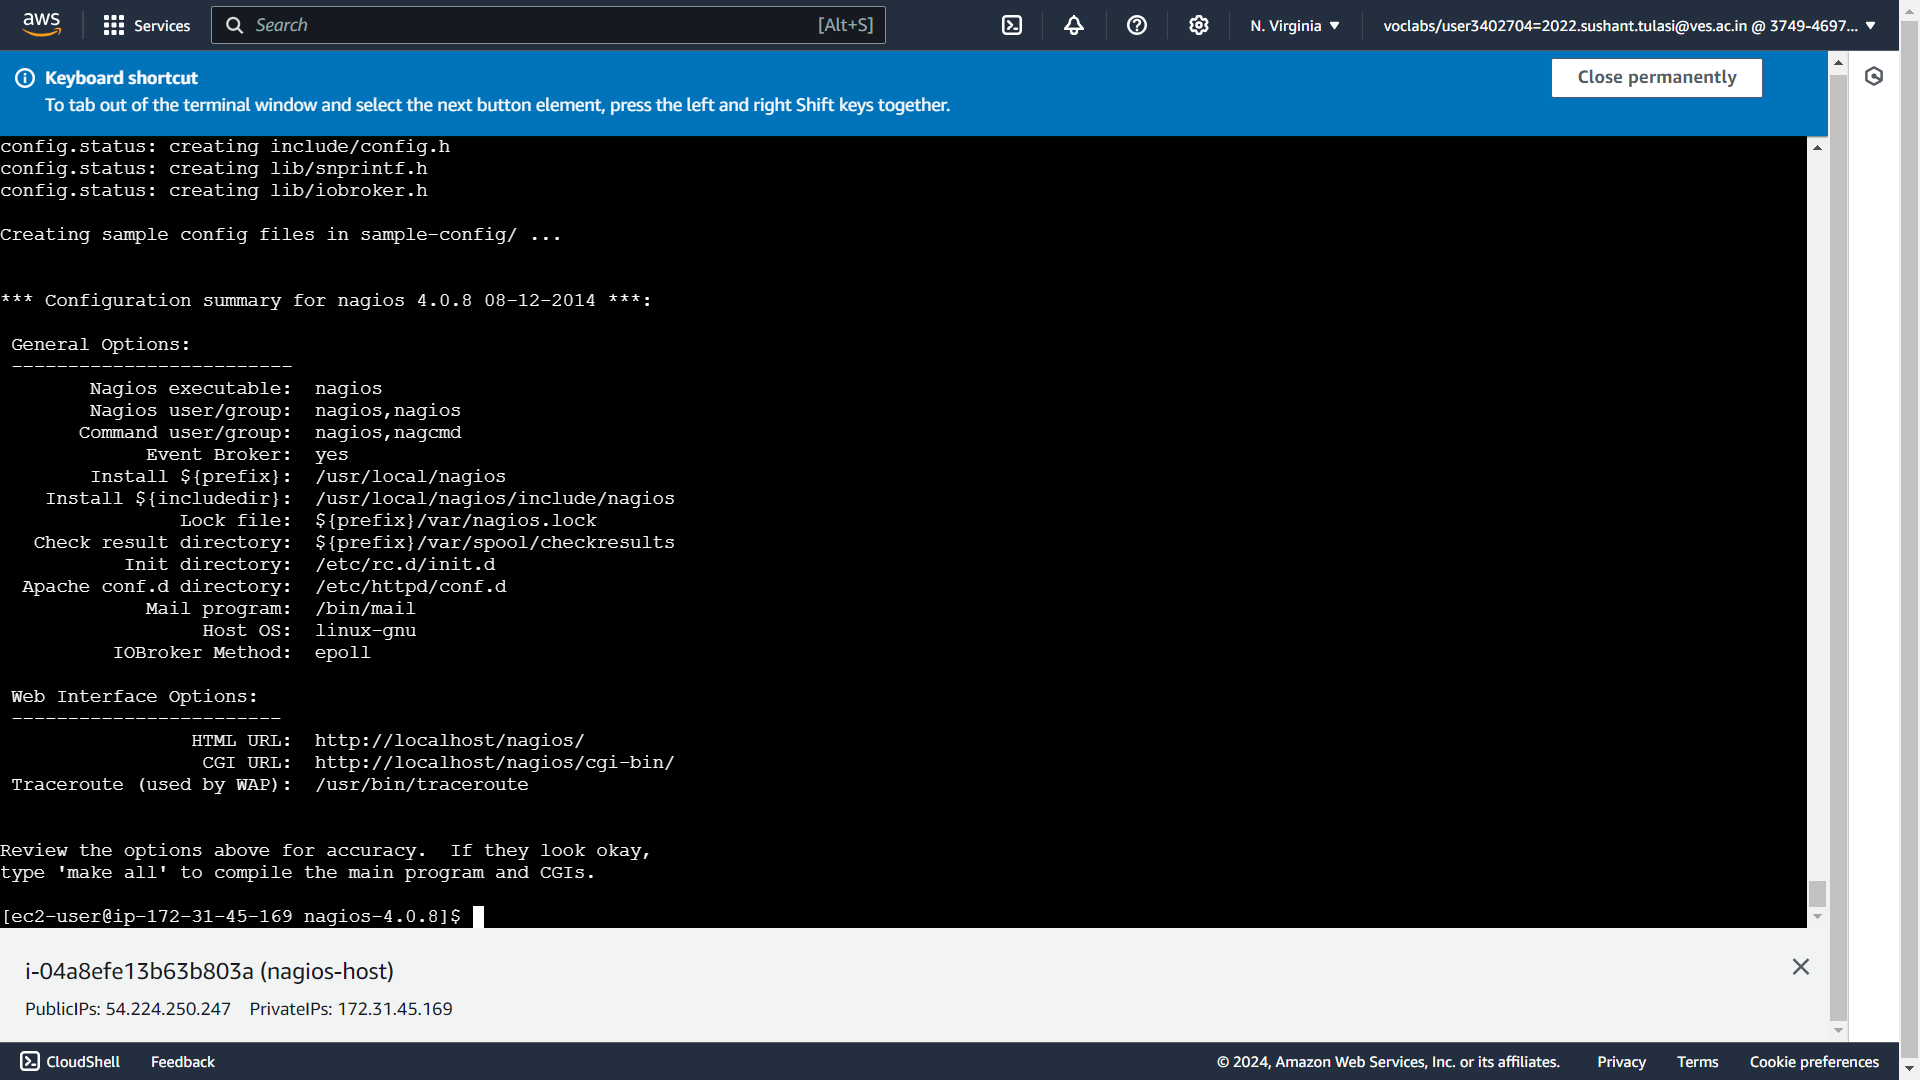 aws
Services
Search [Alt+S]
N. Virginia
voclabs/user3402704=2022.sushant.tulasi@ves.ac.in @ 3749-4697...
Keyboard shortcut
To tab out of the terminal window and select the next button element, press the left and right Shift keys together.
Close permanently
config.status: creating include/config.h
config.status: creating lib/snprintf.h
config.status: creating lib/iobroker.h
Creating sample config files in sample-config/ ...
*** Configuration summary for nagios 4.0.8 08-12-2014 ***:
General Options:
-------------------------
Nagios executable: nagios
Nagios user/group: nagios,nagios
Command user/group: nagios,nagcmd
Event Broker: yes
Install ${prefix}: /usr/local/nagios
Install ${includedir}: /usr/local/nagios/include/nagios
Lock file: ${prefix}/var/nagios.lock
Check result directory: ${prefix}/var/spool/checkresults
Init directory: /etc/rc.d/init.d
Apache conf.d directory: /etc/httpd/conf.d
Mail program: /bin/mail
Host OS: linux-gnu
IOBroker Method: epoll
Web Interface Options:
------------------------
HTML URL: http://localhost/nagios/
CGI URL: http://localhost/nagios/cgi-bin/
Traceroute (used by WAP): /usr/bin/traceroute
Review the options above for accuracy. If they look okay,
type 'make all' to compile the main program and CGIs.
[ec2-user@ip-172-31-45-169 nagios-4.0.8]$
i-04a8efe13b63b803a (nagios-host)
PublicIPs: 54.224.250.247 PrivateIPs: 172.31.45.169
CloudShell Feedback © 2024, Amazon Web Services, Inc. or its affiliates. Privacy Terms Cookie preferences